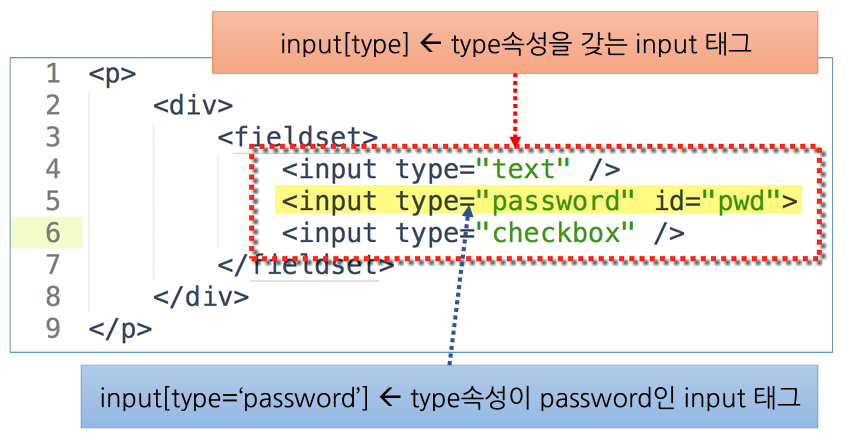 input[type] ← type속성을 갖는 input 태그
1 <p>
2 <div>
3 <fieldset>
4 <input type="text" />
5 <input type="password" id="pwd">
6 <input type="checkbox" />
7 </fieldset>
8 </div>
9 </p>
input[type=‘password’] ← type속성이 password인 input 태그